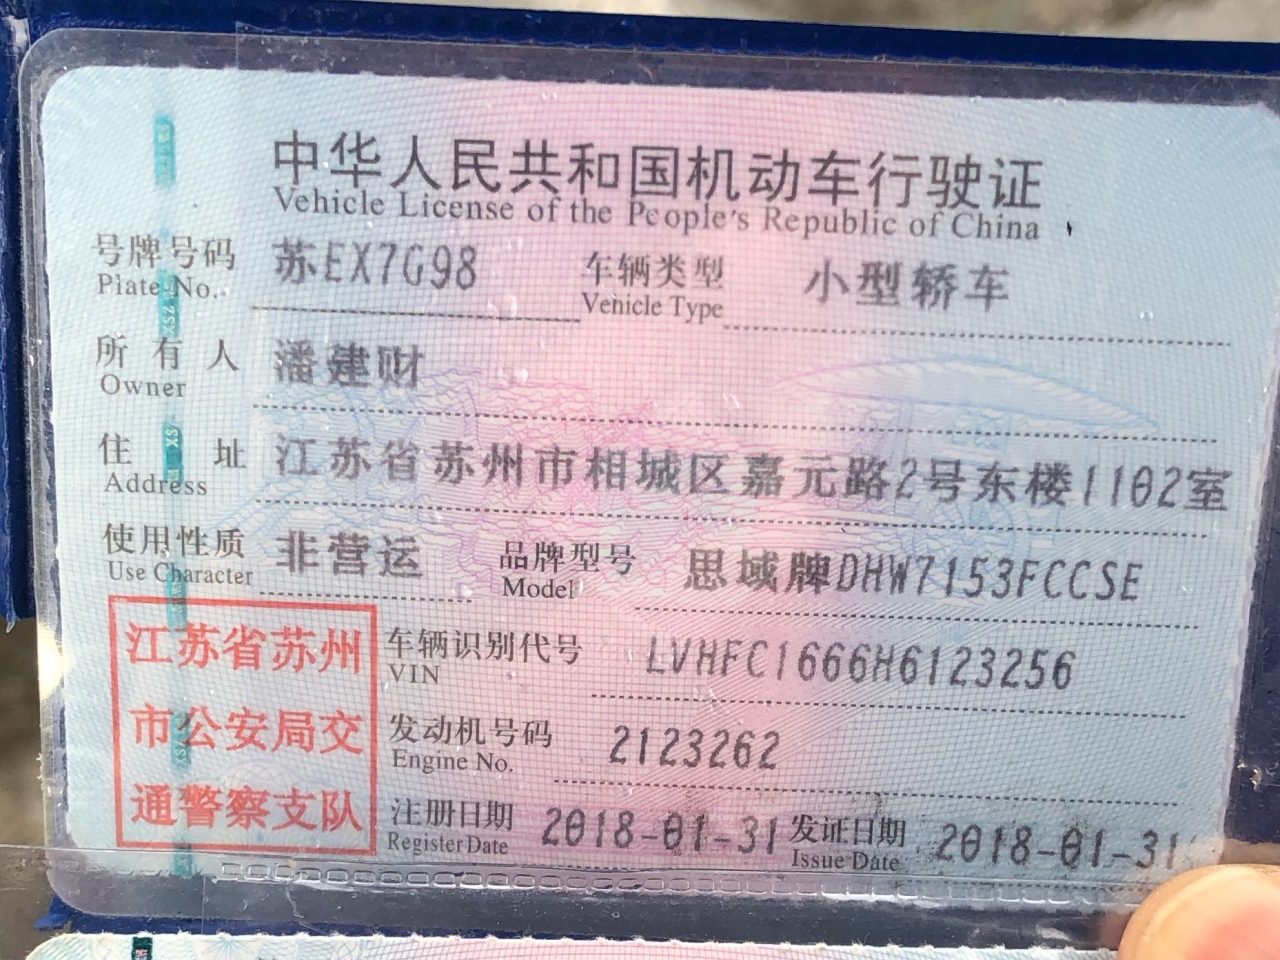 中华人民共和国机动车行驶证
Vehicle License of the People's Republic of China
号牌号码 苏EX7G98 车辆类型 小型轿车
Plate No. Vehicle Type
所有人 潘建财
Owner
住址 江苏省苏州市相城区嘉元路2号东楼1102室
Address
使用性质 非营运 品牌型号 思域牌DHW7153FCCSE
Use Character Model
江苏省苏州
市公安局交
通警察支队
车辆识别代号 LVHFC1666H6123256
VIN
发动机号码 2123262
Engine No.
注册日期 2018-01-31 发证日期 2018-01-31
Register Date Issue Date